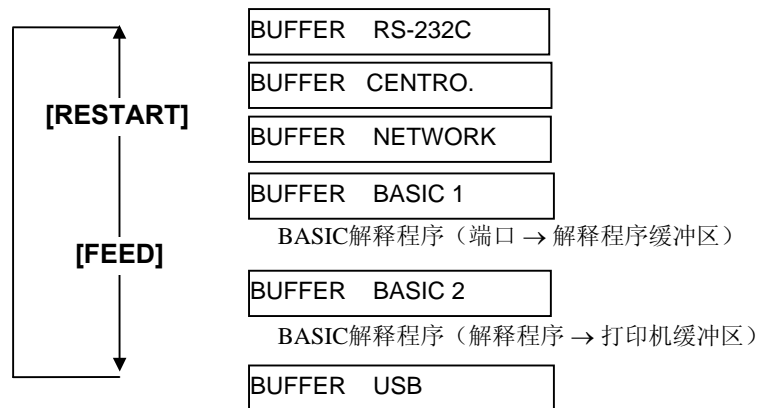 BUFFER RS-232C
BUFFER CENTRO.
[RESTART]
BUFFER NETWORK
BUFFER BASIC 1
BASIC解释程序（端口 → 解释程序缓冲区）
[FEED]
BUFFER BASIC 2
BASIC解释程序（解释程序 → 打印机缓冲区）
BUFFER USB